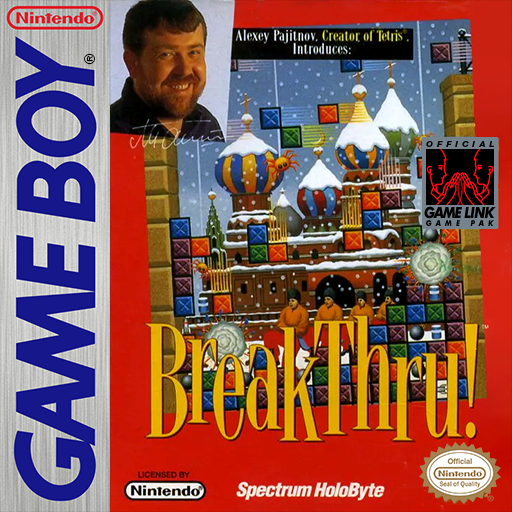 Nintendo®
GAME BOY®
Alexey Pajitnov, Creator of Tetris®,
Introduces:
OFFICIAL
GAME LINK
GAME PAK
BreakThru!™
LICENSED BY
Nintendo®
Spectrum HoloByte
Official
Nintendo
Seal of Quality